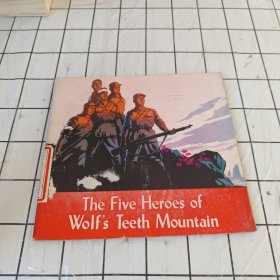 The Five Heroes of
Wolf's Teeth Mountain